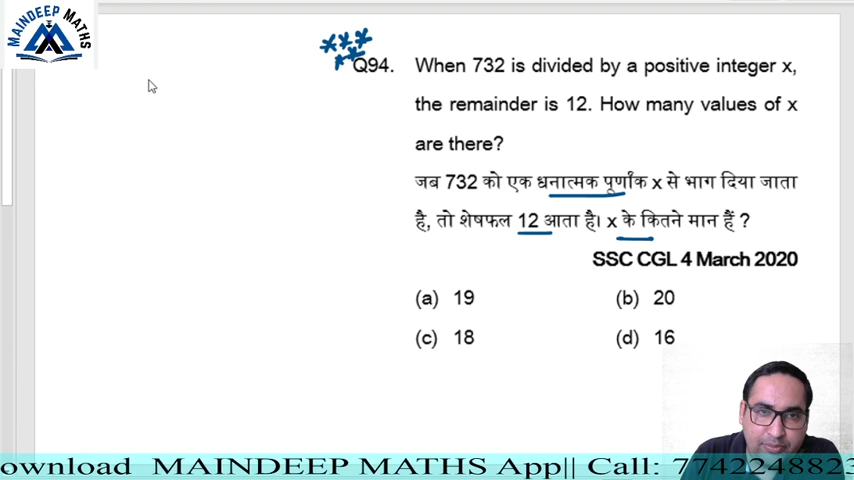 MAINDEEP MATHS
Q94. When 732 is divided by a positive integer x,
the remainder is 12. How many values of x
are there?
जब 732 को एक धनात्मक पूर्णांक x से भाग दिया जाता
है, तो शेषफल 12 आता है। x के कितने मान हैं ?
SSC CGL 4 March 2020
(a) 19 (b) 20
(c) 18 (d) 16
ownload MAINDEEP MATHS App|| Call: 7742248823